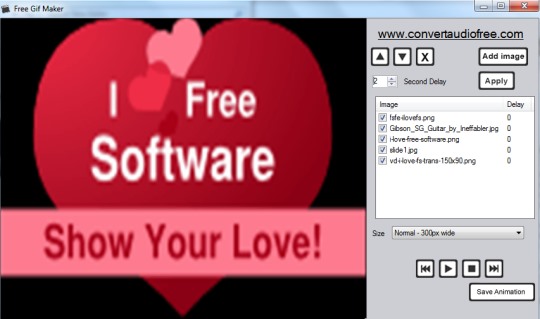 Free Gif Maker
I Free
Software
Show Your Love!
www.convertaudiofree.com
X
Add image
2 Second Delay
Apply
Image Delay
fsfe-ilovefs.png 0
Gibson_SG_Guitar_by_Ineffabler.jpg 0
i-love-free-software.png 0
slide1.jpg 0
vd-i-love-fs-trans-150x90.png 0
Size Normal - 300px wide
Save Animation